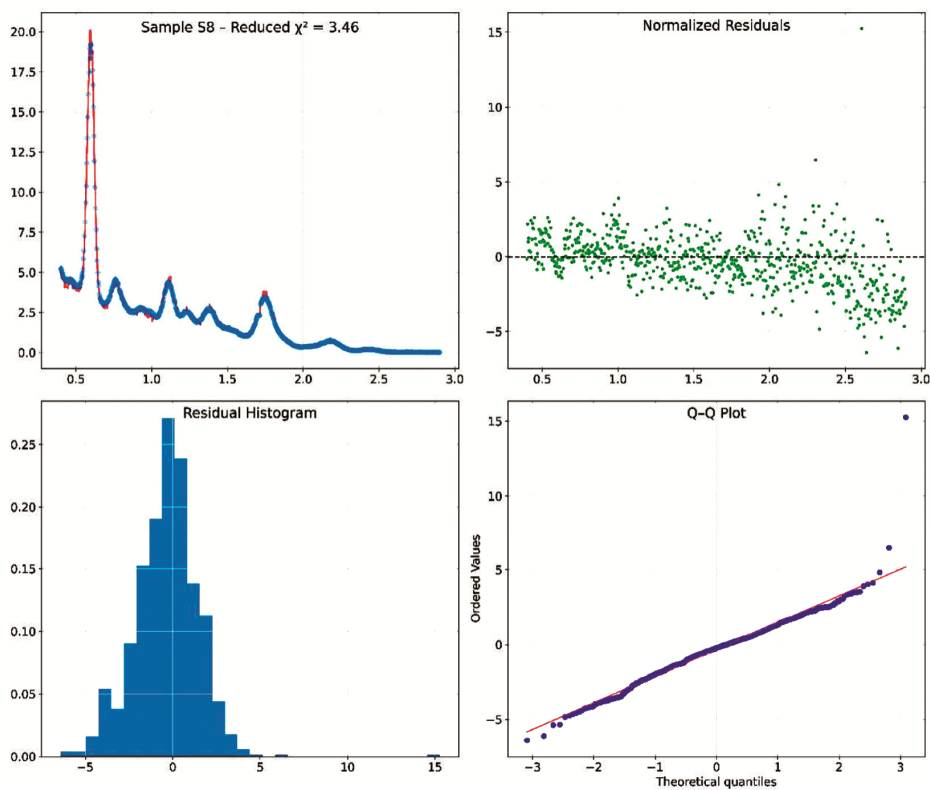 Sample S8 – Reduced χ² = 3.46
20.0
17.5
15.0
12.5
10.0
7.5
5.0
2.5
0.0
0.5 1.0 1.5 2.0 2.5 3.0
Normalized Residuals
15
10
5
0
−5
0.5 1.0 1.5 2.0 2.5 3.0
Residual Histogram
0.25
0.20
0.15
0.10
0.05
0.00
−5 0 5 10 15
Q–Q Plot
Ordered Values
15
10
5
0
−5
−3 −2 −1 0 1 2 3
Theoretical quantiles